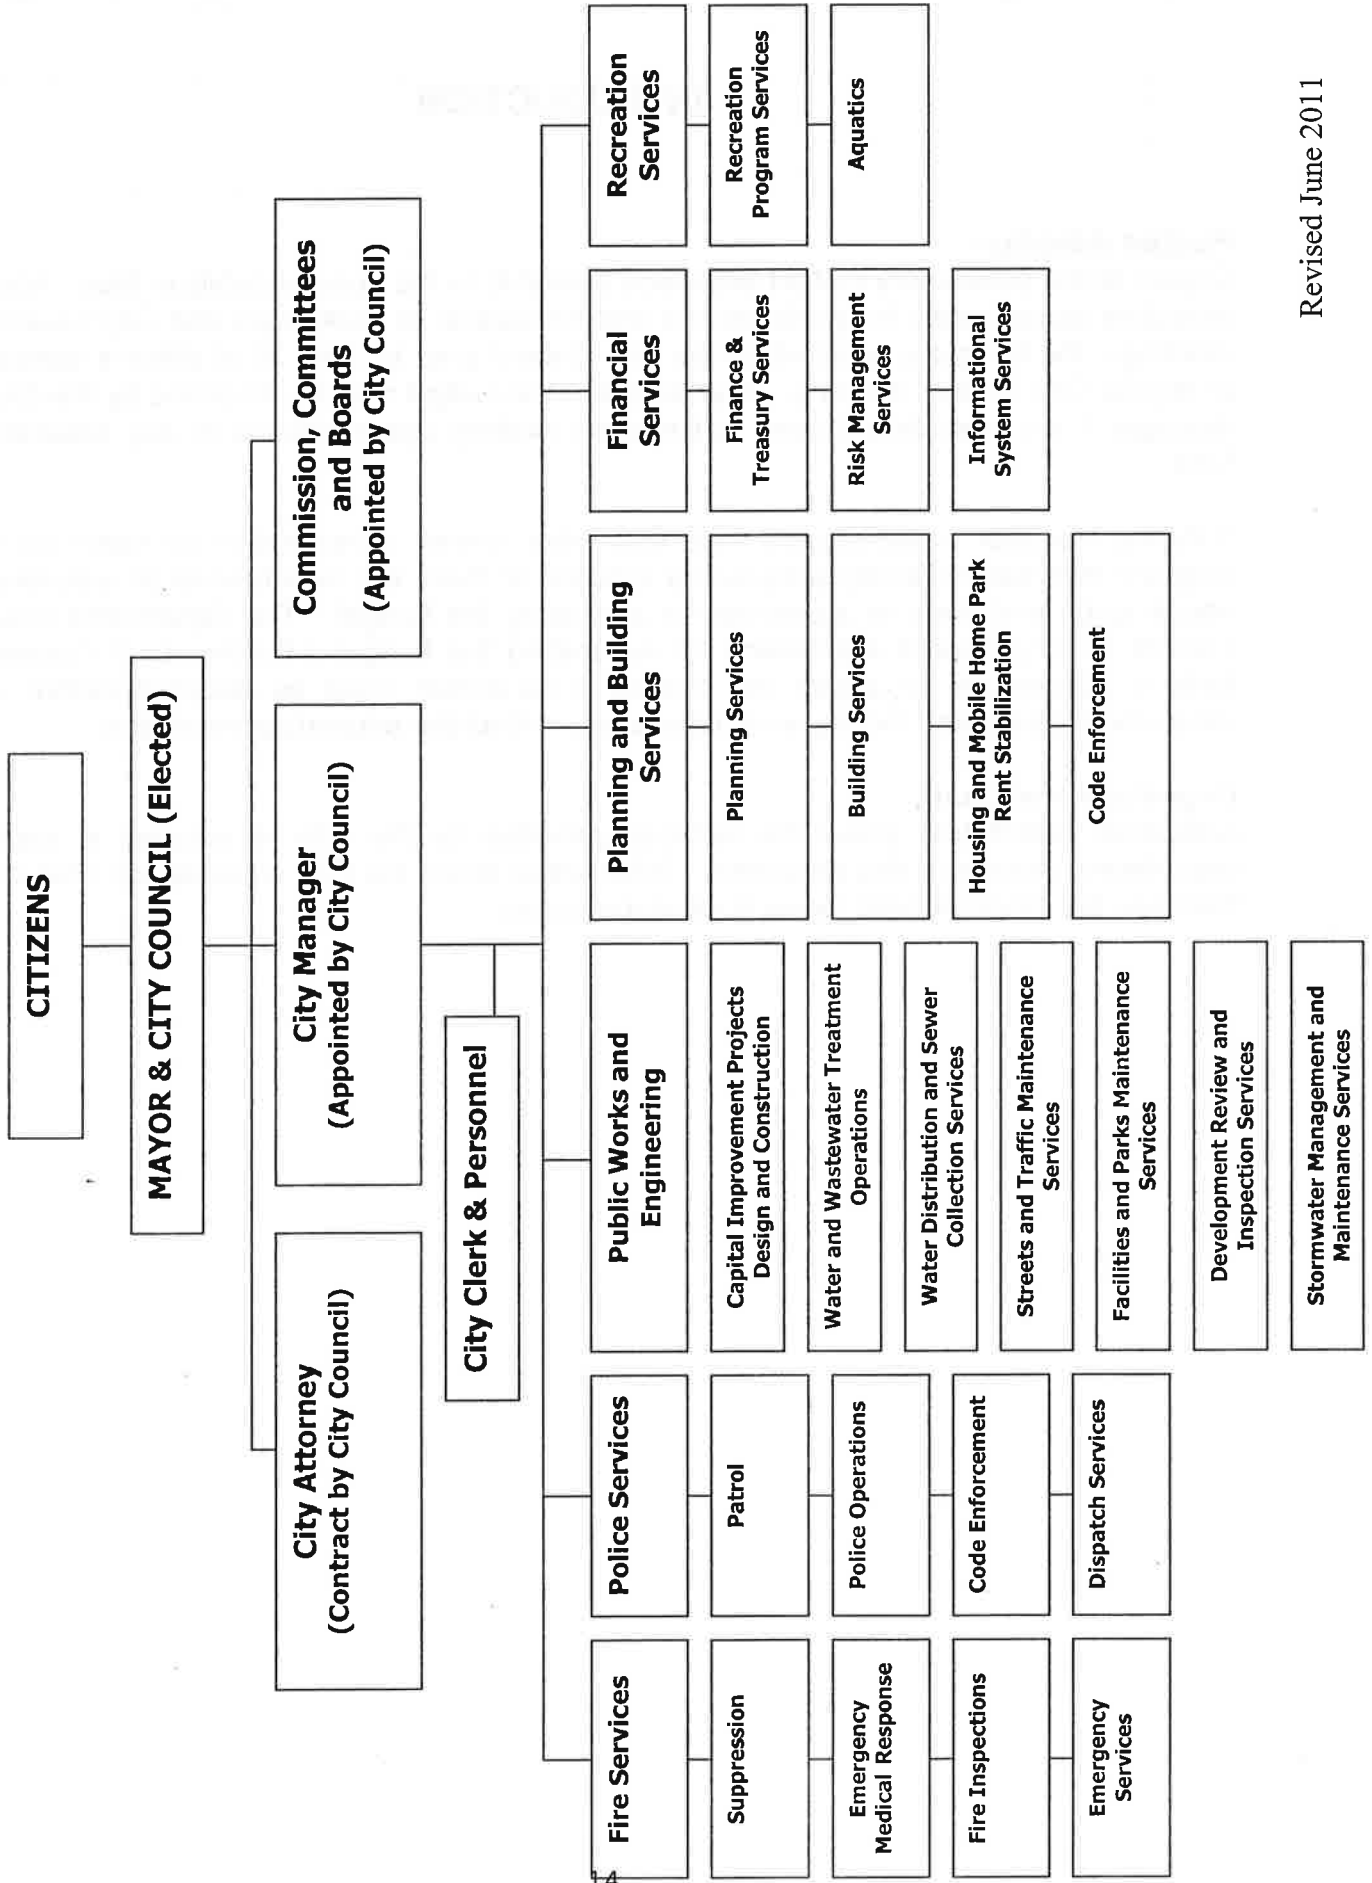 CITIZENS
MAYOR & CITY COUNCIL (Elected)
City Attorney
(Contract by City Council)
City Manager
(Appointed by City Council)
Commission, Committees
and Boards
(Appointed by City Council)
City Clerk & Personnel
Fire Services
Suppression
Emergency
Medical Response
Fire Inspections
Emergency
Services
Police Services
Patrol
Police Operations
Code Enforcement
Dispatch Services
Public Works and
Engineering
Capital Improvement Projects
Design and Construction
Water and Wastewater Treatment
Operations
Water Distribution and Sewer
Collection Services
Streets and Traffic Maintenance
Services
Facilities and Parks Maintenance
Services
Development Review and
Inspection Services
Stormwater Management and
Maintenance Services
Planning and Building
Services
Planning Services
Building Services
Housing and Mobile Home Park
Rent Stabilization
Code Enforcement
Financial
Services
Finance &
Treasury Services
Risk Management
Services
Informational
System Services
Recreation
Services
Recreation
Program Services
Aquatics
Revised June 2011
14